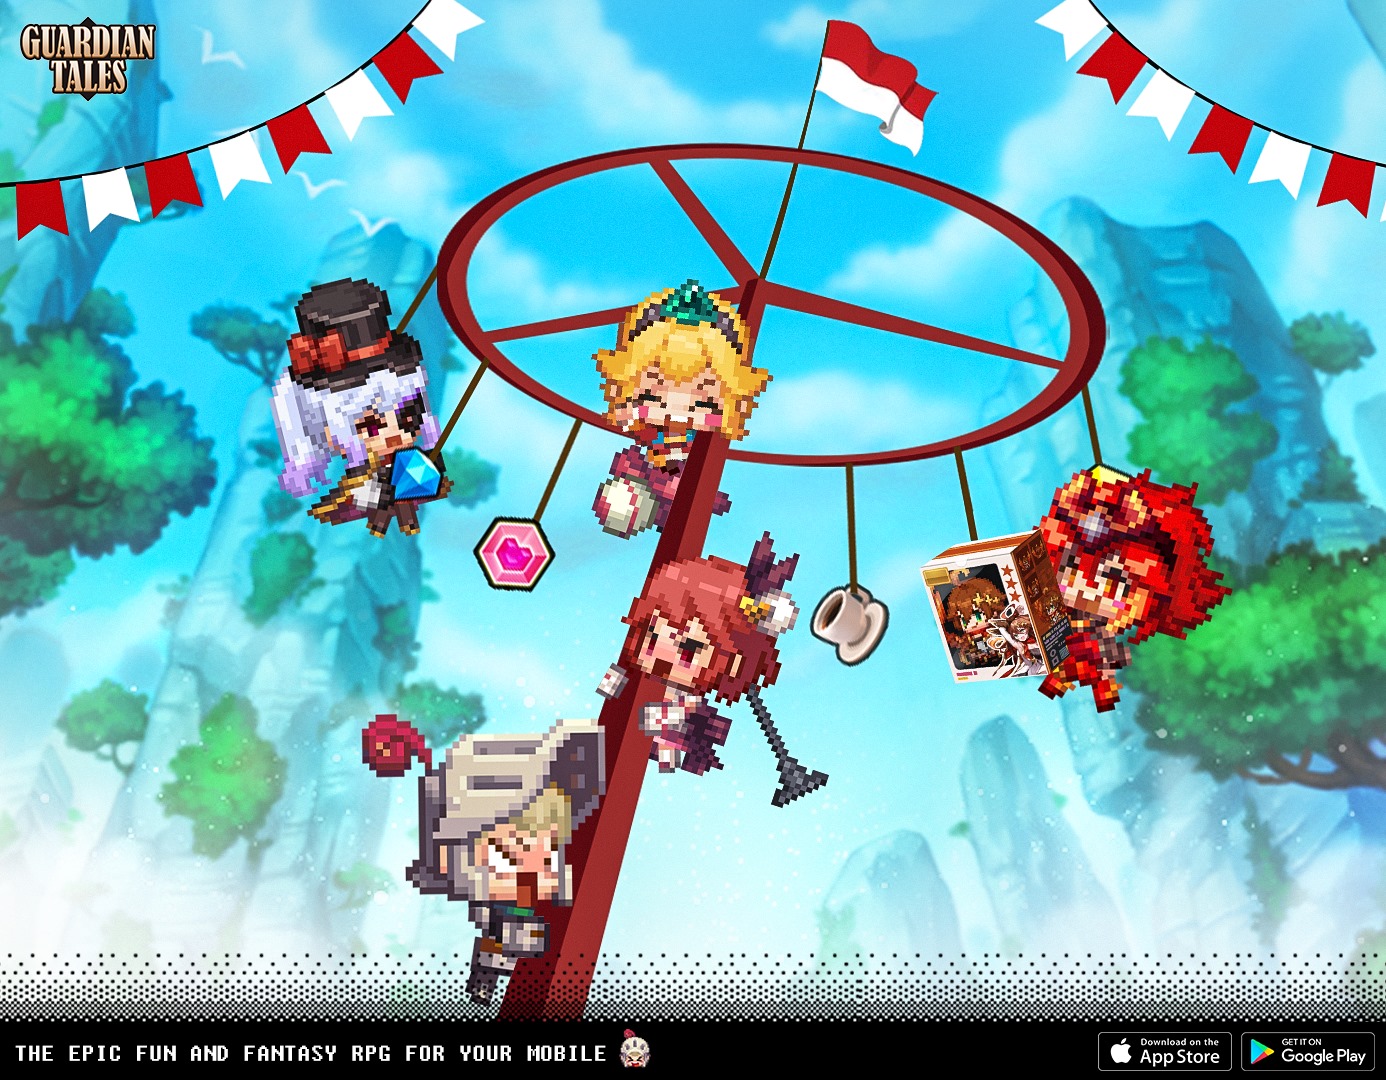 GUARDIAN
TALES
THE EPIC FUN AND FANTASY RPG FOR YOUR MOBILE
Download on the
App Store
GET IT ON
Google Play